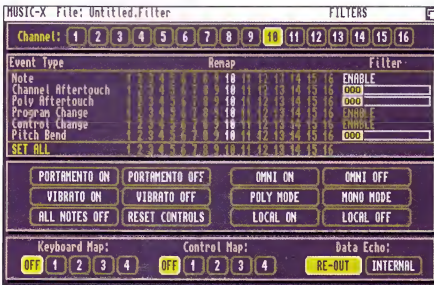 MUSIC-X File: Untitled.Filter FILTERS
Channel: 1 2 3 4 5 6 7 8 9 10 11 12 13 14 15 16
Event Type Remap Filter
Note 1 2 3 4 5 6 7 8 9 10 11 12 13 14 15 16 ENABLE
Channel Aftertouch 1 2 3 4 5 6 7 8 9 10 11 12 13 14 15 16 000
Poly Aftertouch 1 2 3 4 5 6 7 8 9 10 11 12 13 14 15 16 000
Program Change 1 2 3 4 5 6 7 8 9 10 11 12 13 14 15 16 ENABLE
Control Change 1 2 3 4 5 6 7 8 9 10 11 12 13 14 15 16 ENABLE
Pitch Bend 1 2 3 4 5 6 7 8 9 10 11 12 13 14 15 16 000
SET ALL 1 2 3 4 5 6 7 8 9 10 11 12 13 14 15 16
PORTAMENTO ON PORTAMENTO OFF OMNI ON OMNI OFF
VIBRATO ON VIBRATO OFF POLY MODE MONO MODE
ALL NOTES OFF RESET CONTROLS LOCAL ON LOCAL OFF
Keyboard Map: Control Map: Data Echo:
OFF 1 2 3 4 OFF 1 2 3 4 RE-OUT INTERNAL